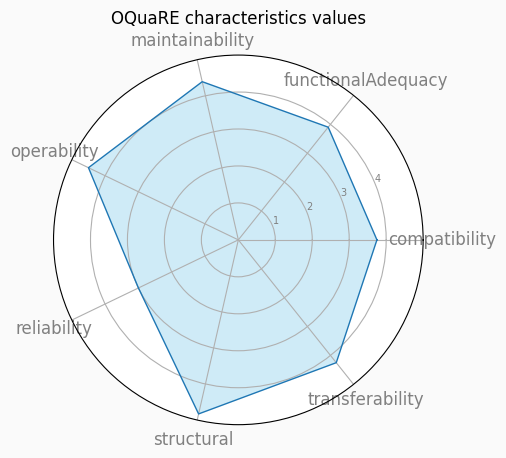 OQuaRE characteristics values
maintainability
functionalAdequacy
operability
4
3
2
1
compatibility
reliability
transferability
structural